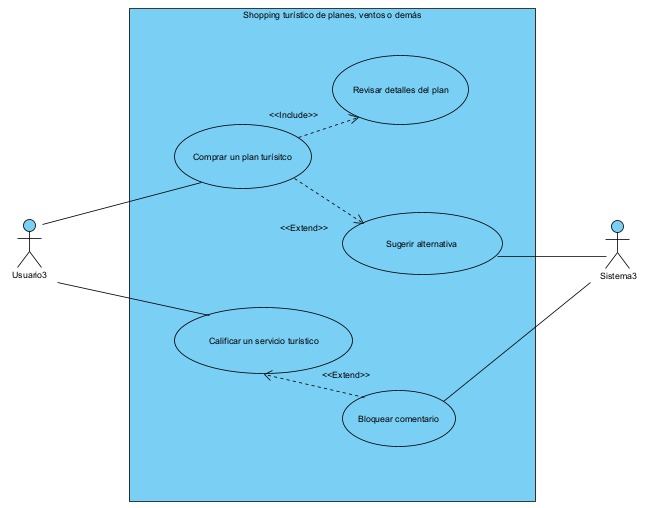 Shopping turístico de planes, ventos o demás
Revisar detalles del plan
<<Include>>
Comprar un plan turísitco
<<Extend>>
Sugerir alternativa
Usuario3
Sistema3
Calificar un servicio turístico
<<Extend>>
Bloquear comentario